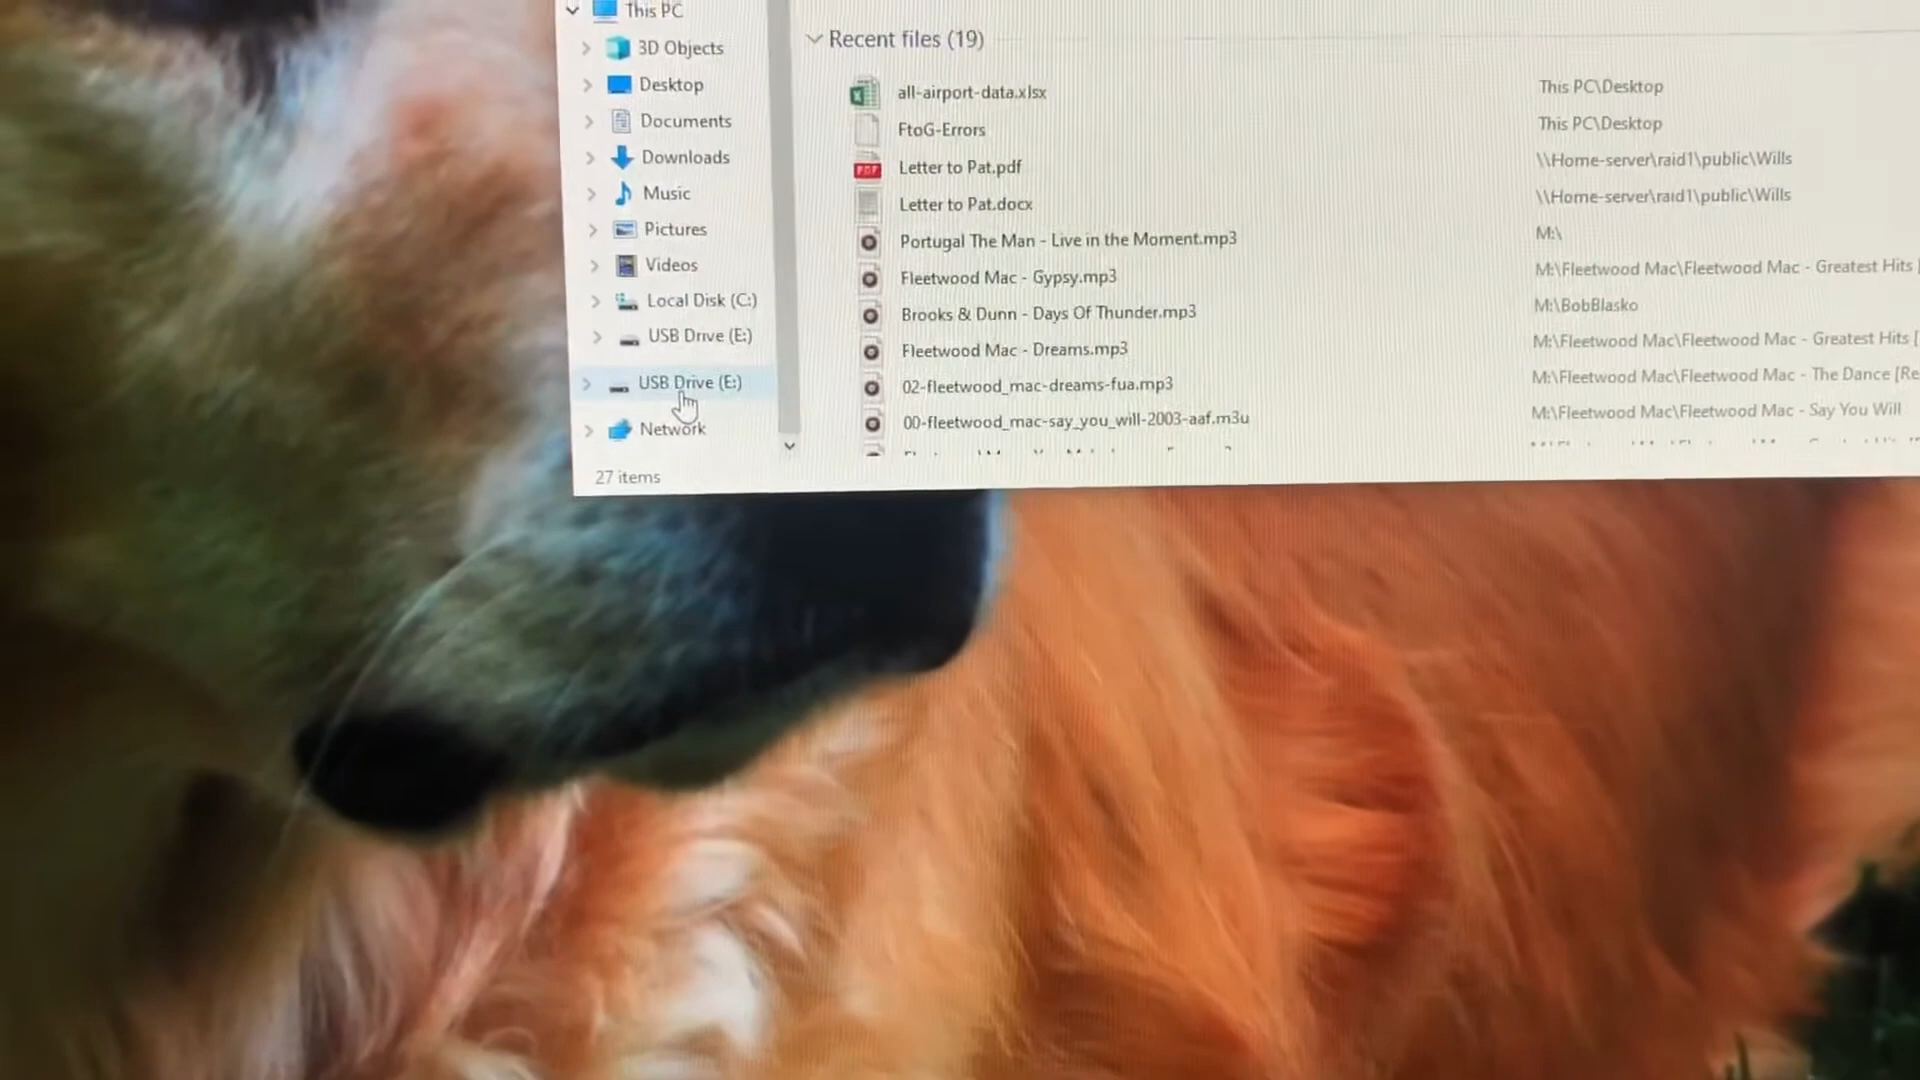 This PC
3D Objects
Desktop
Documents
Downloads
Music
Pictures
Videos
Local Disk (C:)
USB Drive (E:)
USB Drive (E:)
Network
27 items
Recent files (19)
all-airport-data.xlsx This PC\Desktop
FtoG-Errors This PC\Desktop
PDF Letter to Pat.pdf \\Home-server\raid1\public\Wills
Letter to Pat.docx \\Home-server\raid1\public\Wills
Portugal The Man - Live in the Moment.mp3 M:\
Fleetwood Mac - Gypsy.mp3 M:\Fleetwood Mac\Fleetwood Mac - Greatest Hits
Brooks & Dunn - Days Of Thunder.mp3 M:\BobBlasko
Fleetwood Mac - Dreams.mp3 M:\Fleetwood Mac\Fleetwood Mac - Greatest Hits [
02-fleetwood_mac-dreams-fua.mp3 M:\Fleetwood Mac\Fleetwood Mac - The Dance [Re
00-fleetwood_mac-say_you_will-2003-aaf.m3u M:\Fleetwood Mac\Fleetwood Mac - Say You Will